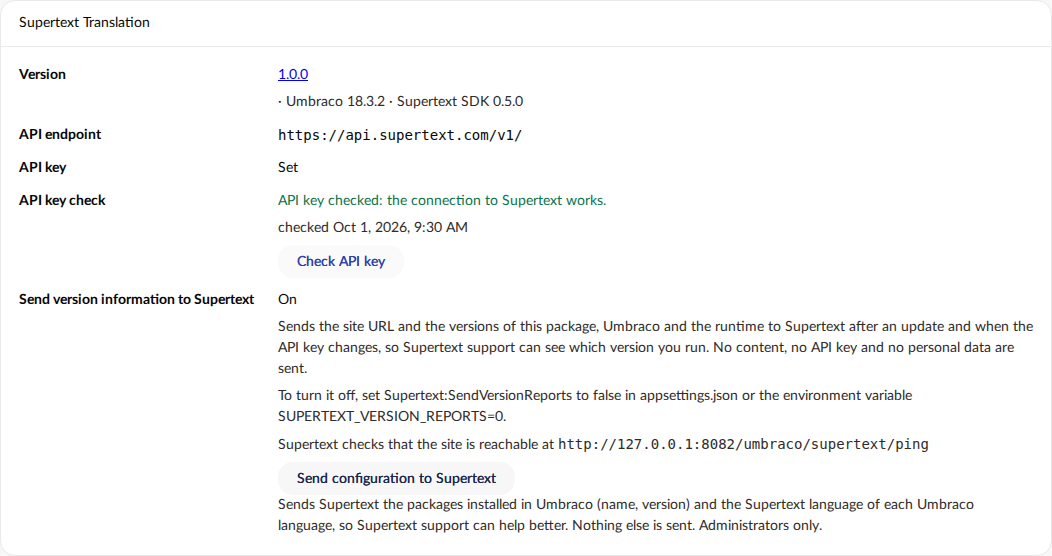 Supertext Translation
Version
1.0.0
· Umbraco 18.3.2 · Supertext SDK 0.5.0
API endpoint
https://api.supertext.com/v1/
API key
Set
API key check
API key checked: the connection to Supertext works.
checked Oct 1, 2026, 9:30 AM
Check API key
Send version information to Supertext
On
Sends the site URL and the versions of this package, Umbraco and the runtime to Supertext after an update and when the
API key changes, so Supertext support can see which version you run. No content, no API key and no personal data are
sent.
To turn it off, set Supertext:SendVersionReports to false in appsettings.json or the environment variable
SUPERTEXT_VERSION_REPORTS=0.
Supertext checks that the site is reachable at http://127.0.0.1:8082/umbraco/supertext/ping
Send configuration to Supertext
Sends Supertext the packages installed in Umbraco (name, version) and the Supertext language of each Umbraco
language, so Supertext support can help better. Nothing else is sent. Administrators only.